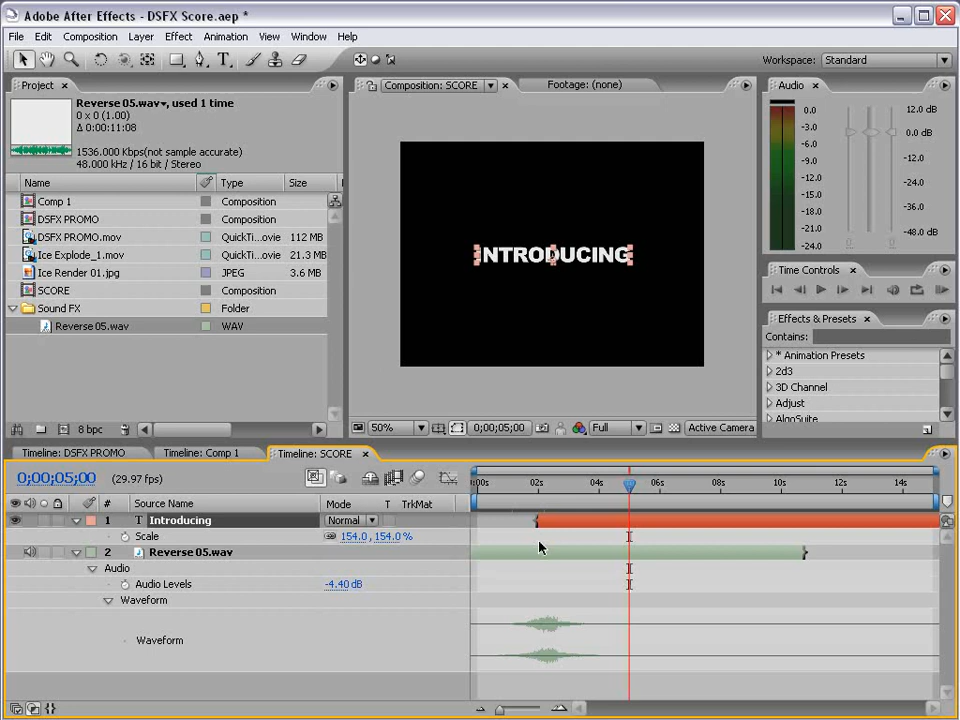 Adobe After Effects - DSFX Score.aep *
File Edit Composition Layer Effect Animation View Window Help
Workspace: Standard
Project
Reverse 05.wav, used 1 time
0 x 0 (1.00)
Δ 0:00:11:08
1536.000 Kbps(not sample accurate)
48.000 kHz / 16 bit / Stereo
Name Type Size
Comp 1 Composition
DSFX PROMO Composition
DSFX PROMO.mov QuickTi...ovie 112 MB
Ice Explode_1.mov QuickTi...ovie 21.3 MB
Ice Render 01.jpg JPEG 3.6 MB
SCORE Composition
Sound FX Folder
Reverse 05.wav WAV
8 bpc
Composition: SCORE Footage: (none)
INTRODUCING
50% 0;00;05;00 Full Active Camera
Audio
0.0 12.0 dB
-3.0
-6.0 0.0 dB
-9.0
-12.0 -12.0 dB
-15.0 -24.0
-18.0
-21.0 -36.0
-24.0 -48.0 dB
Time Controls
Effects & Presets
Contains:
* Animation Presets
2d3
3D Channel
Adjust
AlgoSuite
Timeline: DSFX PROMO Timeline: Comp 1 Timeline: SCORE
0;00;05;00 (29.97 fps)
:00s 02s 04s 06s 08s 10s 12s 14s
# Source Name Mode T TrkMat
1 T Introducing Normal
Scale 154.0, 154.0 %
2 Reverse 05.wav
Audio
Audio Levels -4.40 dB
Waveform
Waveform